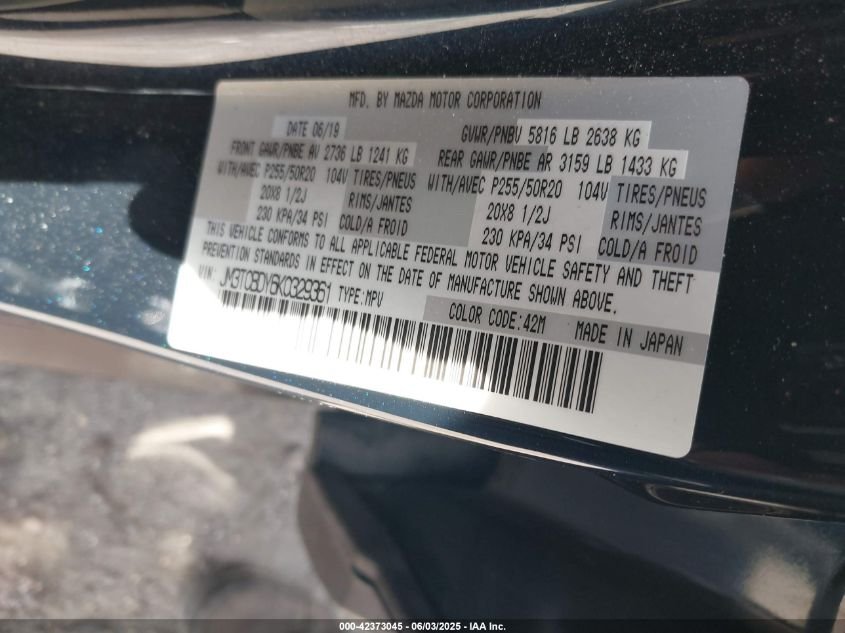 MFD. BY MAZDA MOTOR CORPORATION
DATE 06/19 GVWR/PNBV 5816 LB 2638 KG
FRONT GAWR/PNBE AV 2736 LB 1241 KG REAR GAWR/PNBE AR 3159 LB 1433 KG
WITH/AVEC P255/50R20 104V TIRES/PNEUS WITH/AVEC P255/50R20 104V TIRES/PNEUS
20X8 1/2J RIMS/JANTES 20X8 1/2J RIMS/JANTES
230 KPA/34 PSI COLD/A FROID 230 KPA/34 PSI COLD/A FROID
THIS VEHICLE CONFORMS TO ALL APPLICABLE FEDERAL MOTOR VEHICLE SAFETY AND THEFT
PREVENTION STANDARDS IN EFFECT ON THE DATE OF MANUFACTURE SHOWN ABOVE.
VIN: JM3TCBDY6K0329361 TYPE:MPV
COLOR CODE:42M MADE IN JAPAN
000-42373045 - 06/03/2025 - IAA Inc.